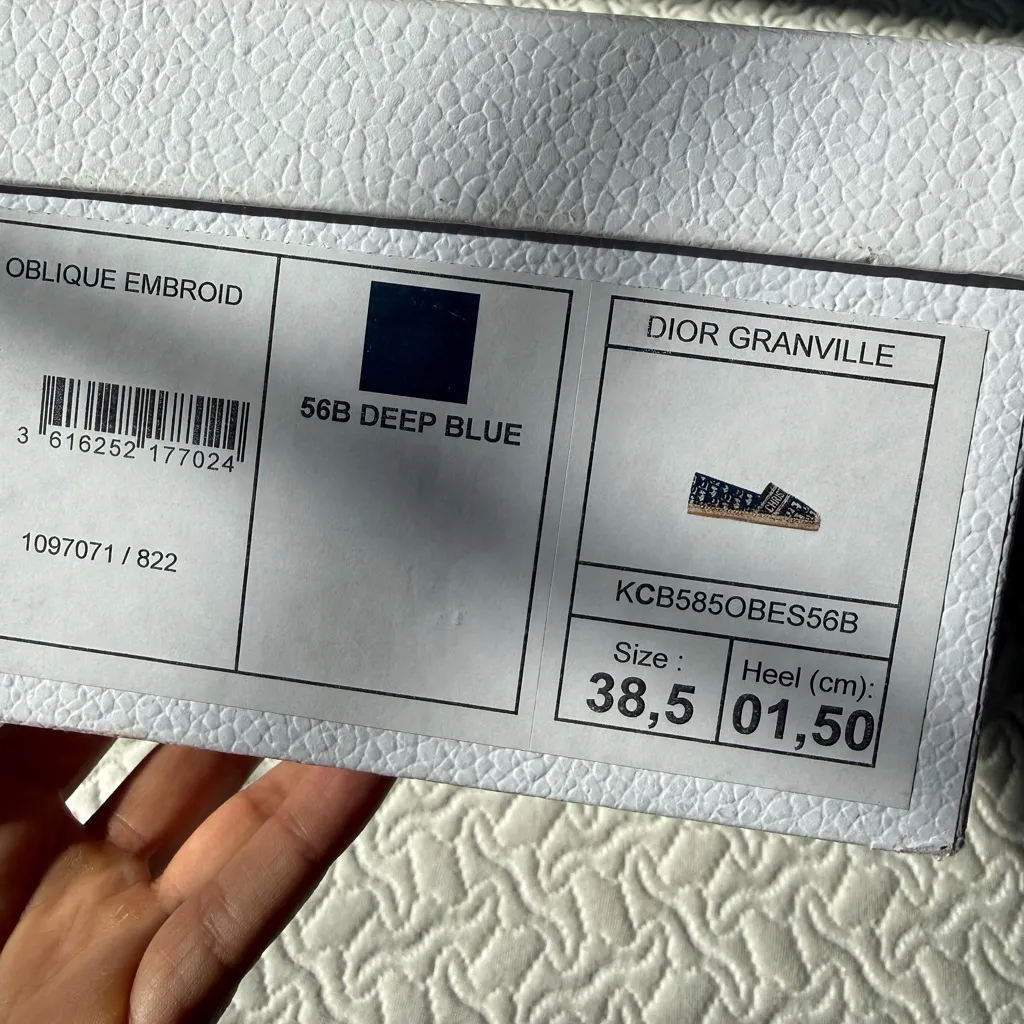 OBLIQUE EMBROID
3 616252 177024
1097071 / 822
56B DEEP BLUE
DIOR GRANVILLE
CHRIS
KCB585OBES56B
Size :
38,5
Heel (cm):
01,50